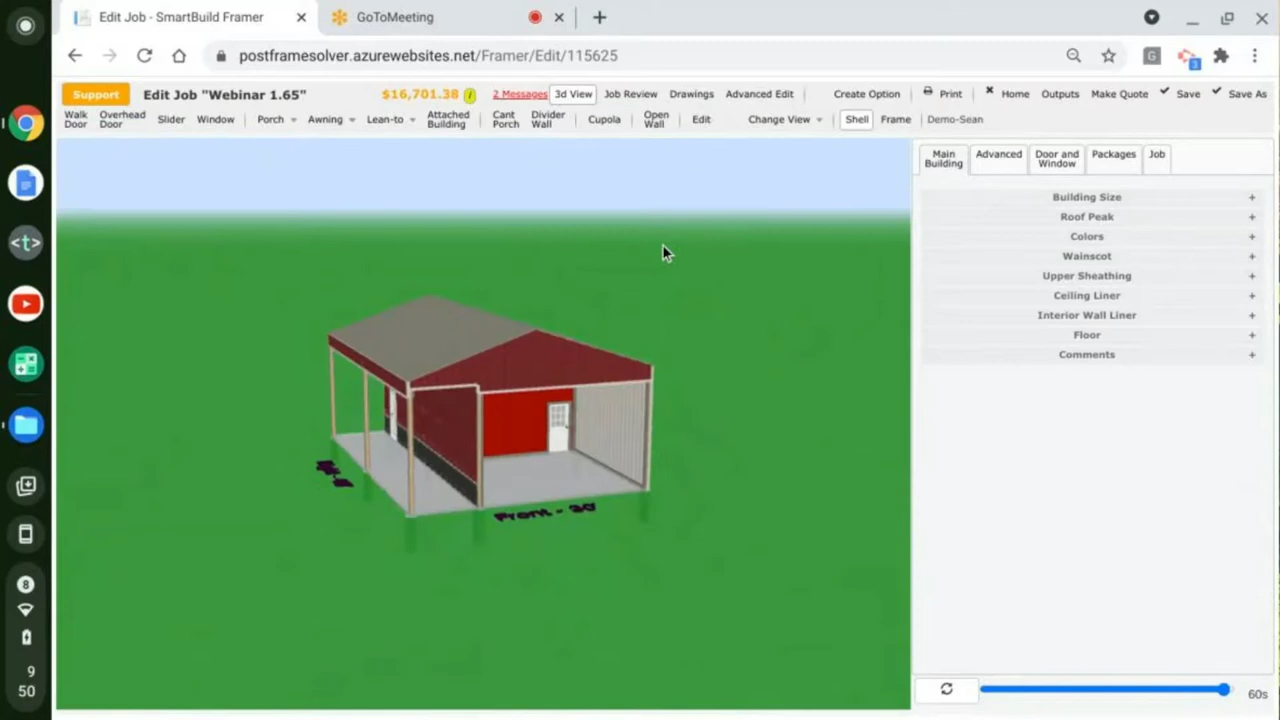 Edit Job - SmartBuild Framer
GoToMeeting
postframesolver.azurewebsites.net/Framer/Edit/115625
G
3
Support
Edit Job "Webinar 1.65"
$16,701.38
i
2 Messages
3d View
Job Review
Drawings
Advanced Edit
Create Option
Print
Home
Outputs
Make Quote
Save
Save As
Walk
Door
Overhead
Door
Slider
Window
Porch
Awning
Lean-to
Attached
Building
Cant
Porch
Divider
Wall
Cupola
Open
Wall
Edit
Change View
Shell
Frame
Demo-Sean
Main
Building
Advanced
Door and
Window
Packages
Job
Building Size +
Roof Peak +
Colors +
Wainscot +
Upper Sheathing +
Ceiling Liner +
Interior Wall Liner +
Floor +
Comments +
Front - 30
60s
<t>
8
9
50